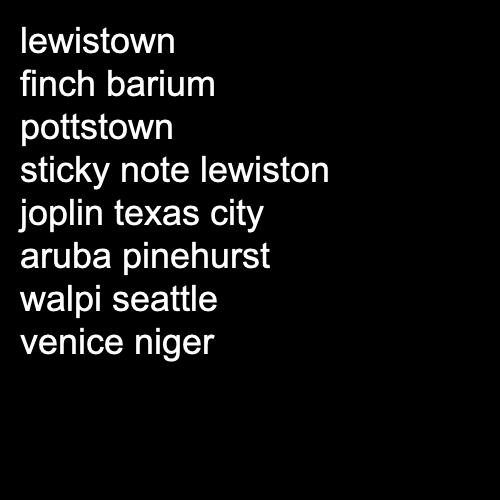 lewistown
finch barium
pottstown
sticky note lewiston
joplin texas city
aruba pinehurst
walpi seattle
venice niger